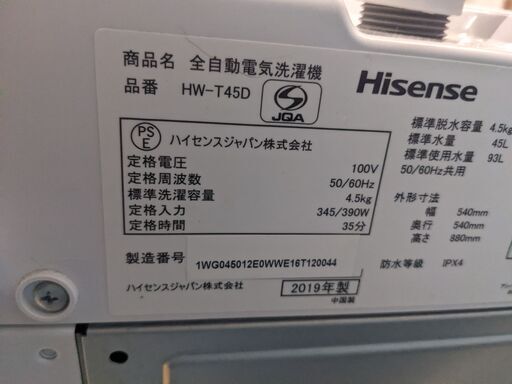 商品名 全自動電気洗濯機
品番 HW-T45D
JQA
Hisense
PS
E
ハイセンスジャパン株式会社
定格電圧 100V
定格周波数 50/60Hz
標準洗濯容量 4.5kg
定格入力 345/390W
定格時間 35分
製造番号 1WG045012E0WWE16T120044
ハイセンスジャパン株式会社 2019年製
中国製
標準脱水容量 4.5kg
標準水量 45L
標準使用水量 93L
50/60Hz共用
外形寸法
幅 540mm
奥行 540mm
高さ 880mm
防水等級 IPX4